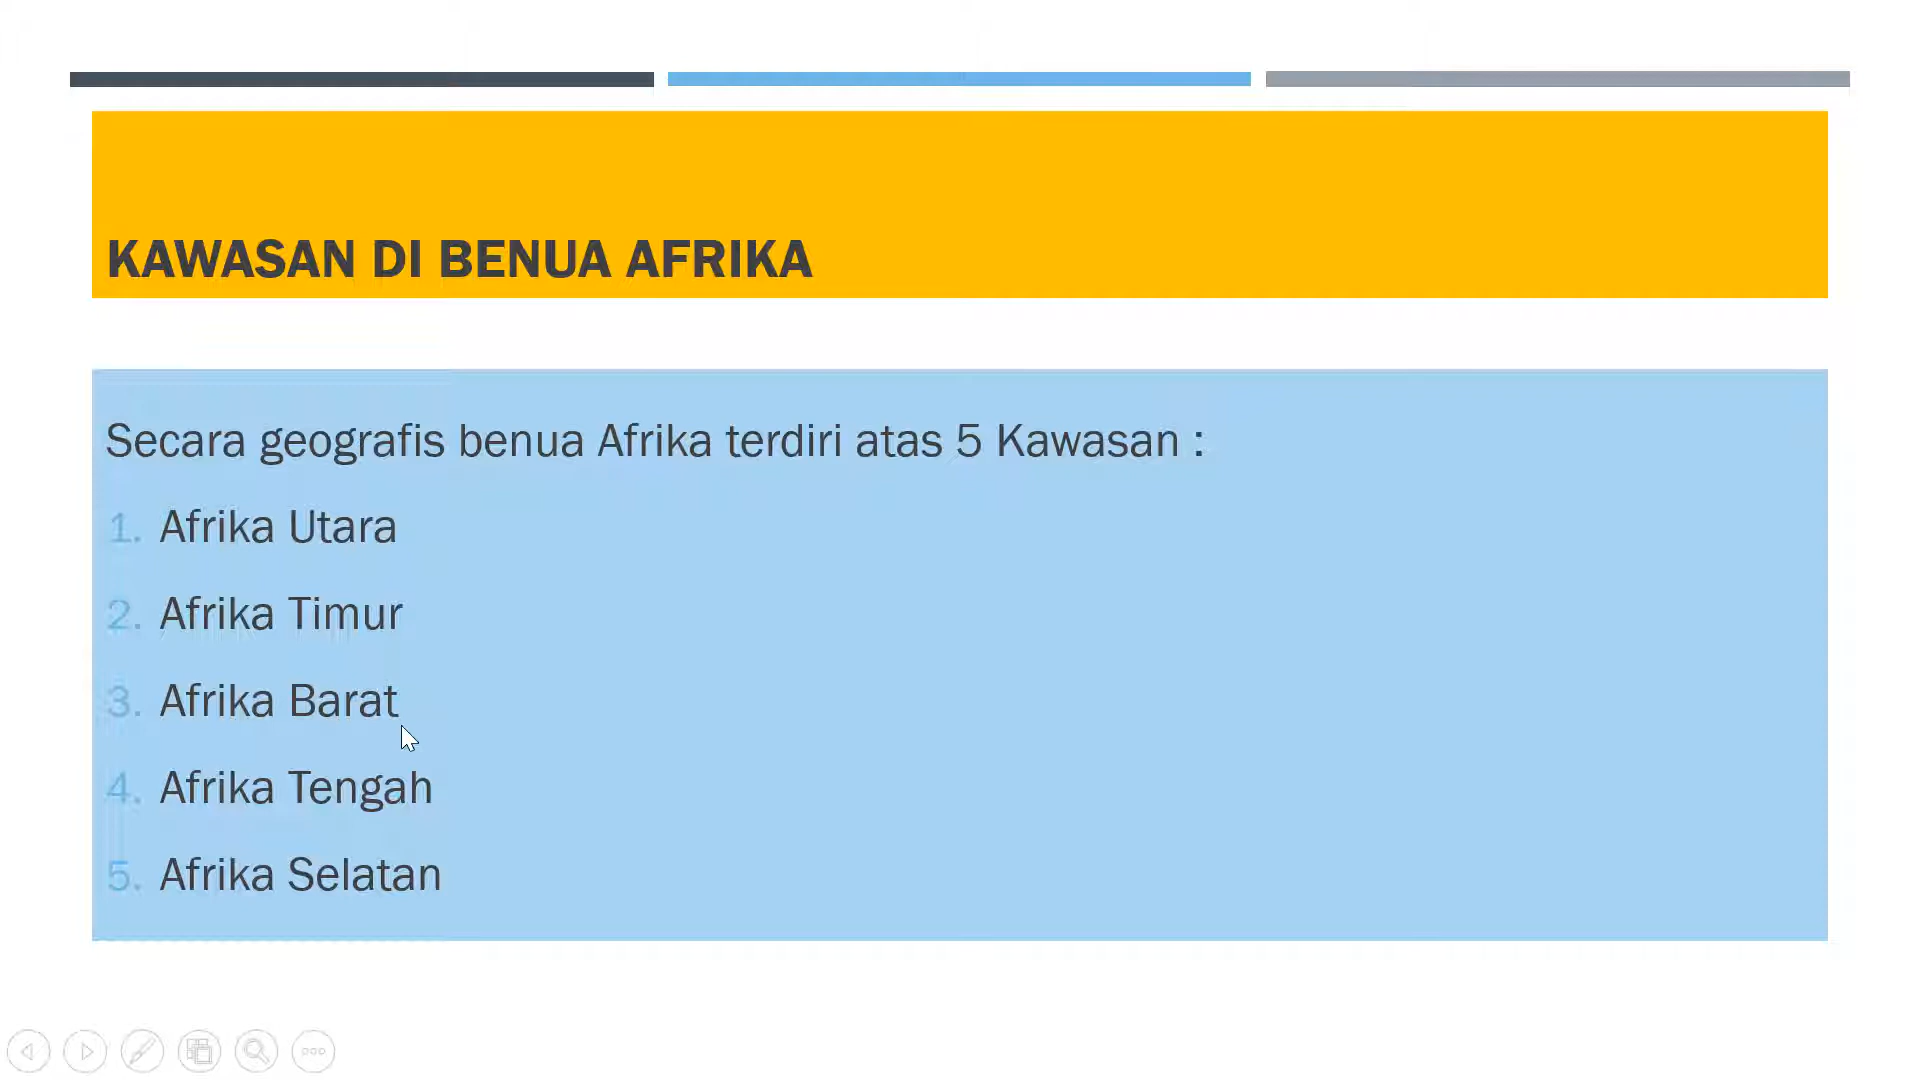 KAWASAN DI BENUA AFRIKA
Secara geografis benua Afrika terdiri atas 5 Kawasan :
1. Afrika Utara
2. Afrika Timur
3. Afrika Barat
4. Afrika Tengah
5. Afrika Selatan